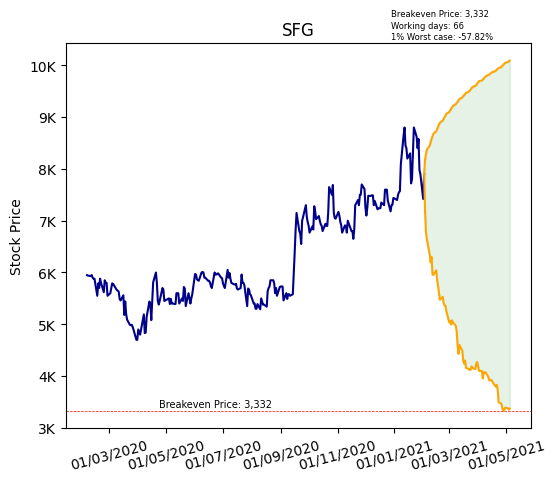 Breakeven Price: 3,332
Working days: 66
1% Worst case: -57.82%
SFG
10K
9K
8K
7K
6K
5K
4K
3K
Stock Price
Breakeven Price: 3,332
01/03/2020
01/05/2020
01/07/2020
01/09/2020
01/11/2020
01/01/2021
01/03/2021
01/05/2021